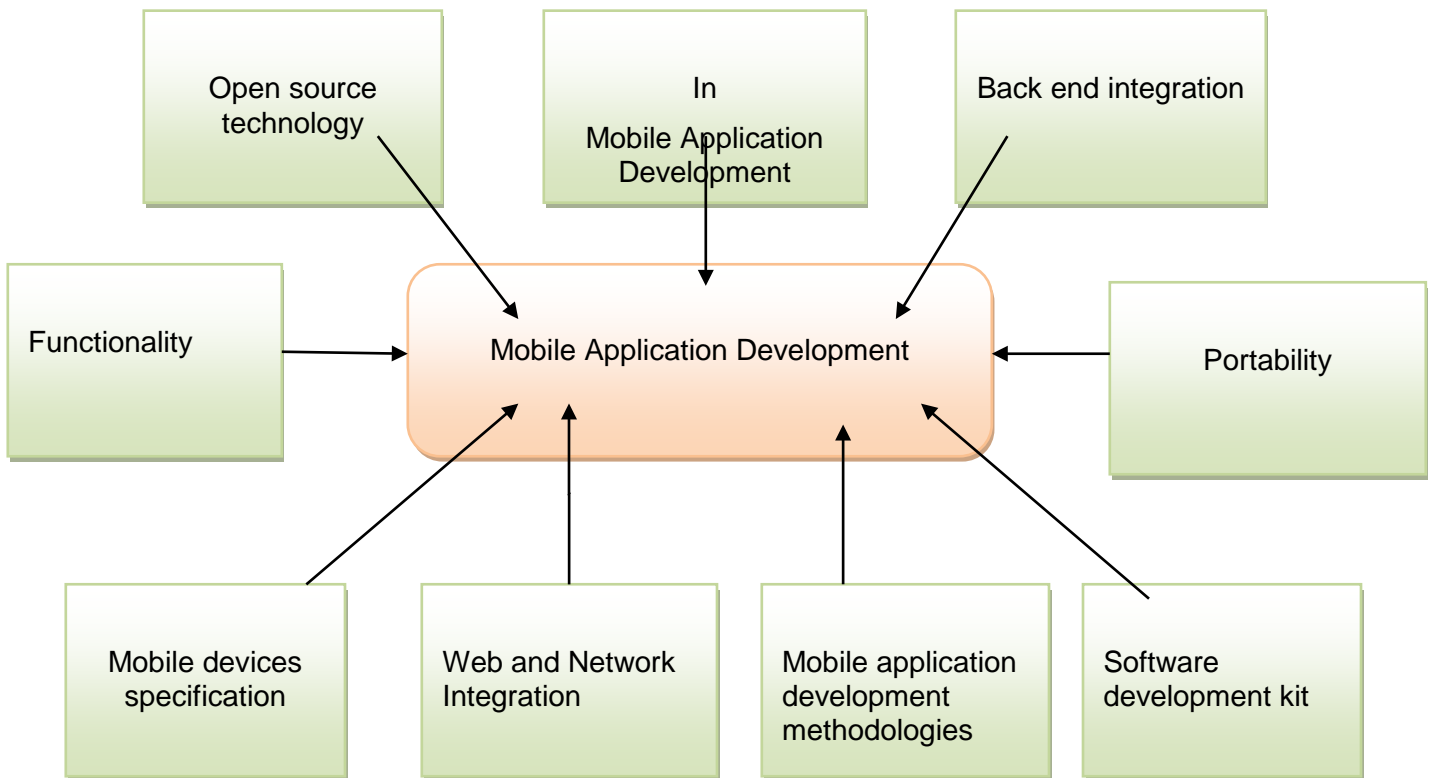 Open source
technology
In
Mobile Application
Development
Back end integration
Functionality
Mobile Application Development
Portability
Mobile devices
specification
Web and Network
Integration
Mobile application
development
methodologies
Software
development kit